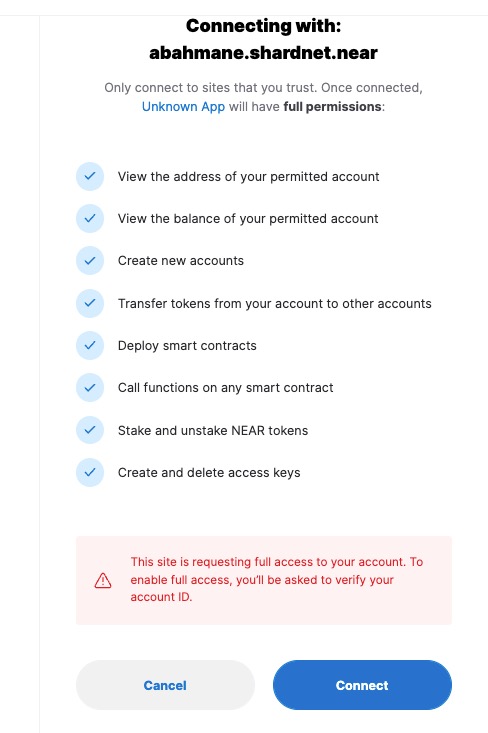 Connecting with:
abahmane.shardnet.near
Only connect to sites that you trust. Once connected,
Unknown App will have full permissions:
View the address of your permitted account
View the balance of your permitted account
Create new accounts
Transfer tokens from your account to other accounts
Deploy smart contracts
Call functions on any smart contract
Stake and unstake NEAR tokens
Create and delete access keys
This site is requesting full access to your account. To
enable full access, you'll be asked to verify your
account ID.
Cancel
Connect